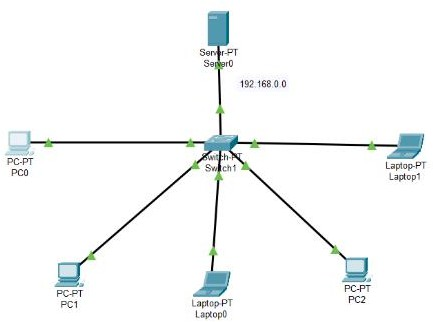 Server-PT
Server0
192.168.0.0
Switch-PT
Switch1
PC-PT
PC0
Laptop-PT
Laptop1
PC-PT
PC1
Laptop-PT
Laptop0
PC-PT
PC2